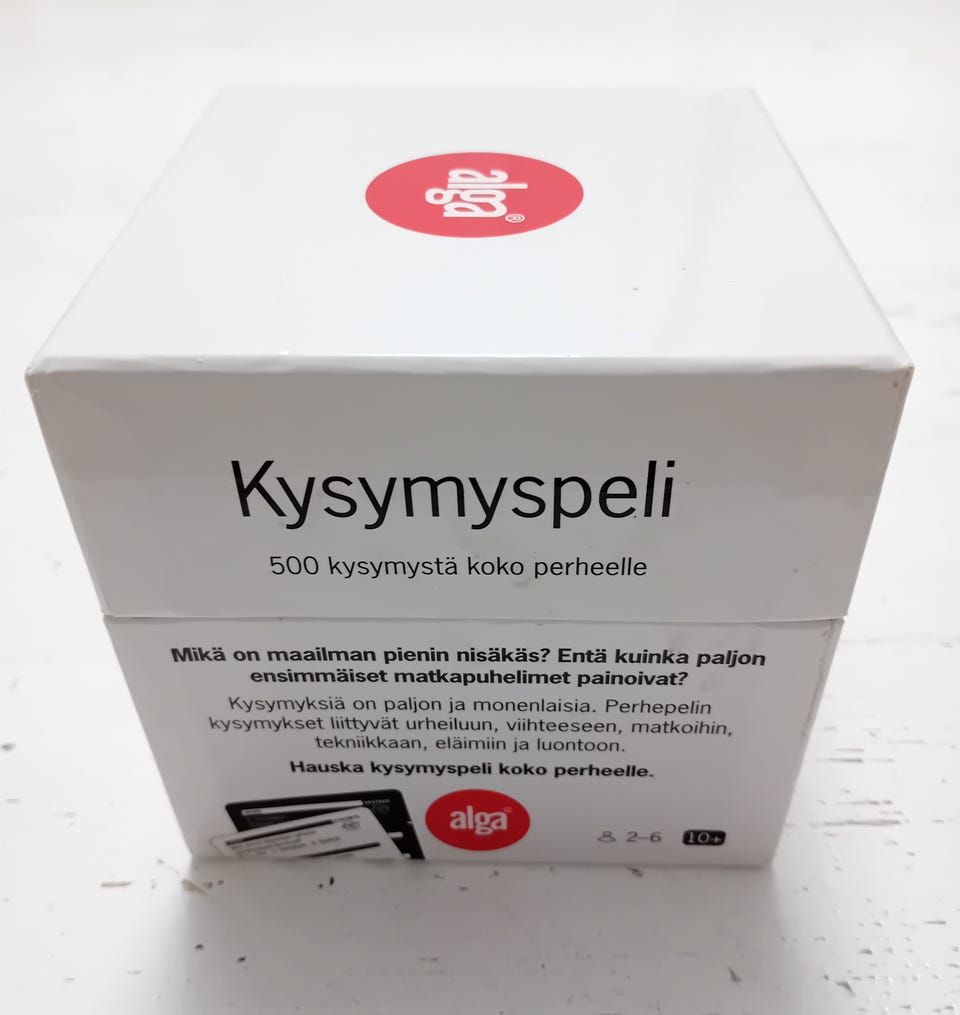 alga®
Kysymyspeli
500 kysymystä koko perheelle
Mikä on maailman pienin nisäkäs? Entä kuinka paljon
ensimmäiset matkapuhelimet painoivat?
Kysymyksiä on paljon ja monenlaisia. Perhepelin
kysymykset liittyvät urheiluun, viihteeseen, matkoihin,
tekniikkaan, eläimiin ja luontoon.
Hauska kysymyspeli koko perheelle.
alga®
2–6 10+